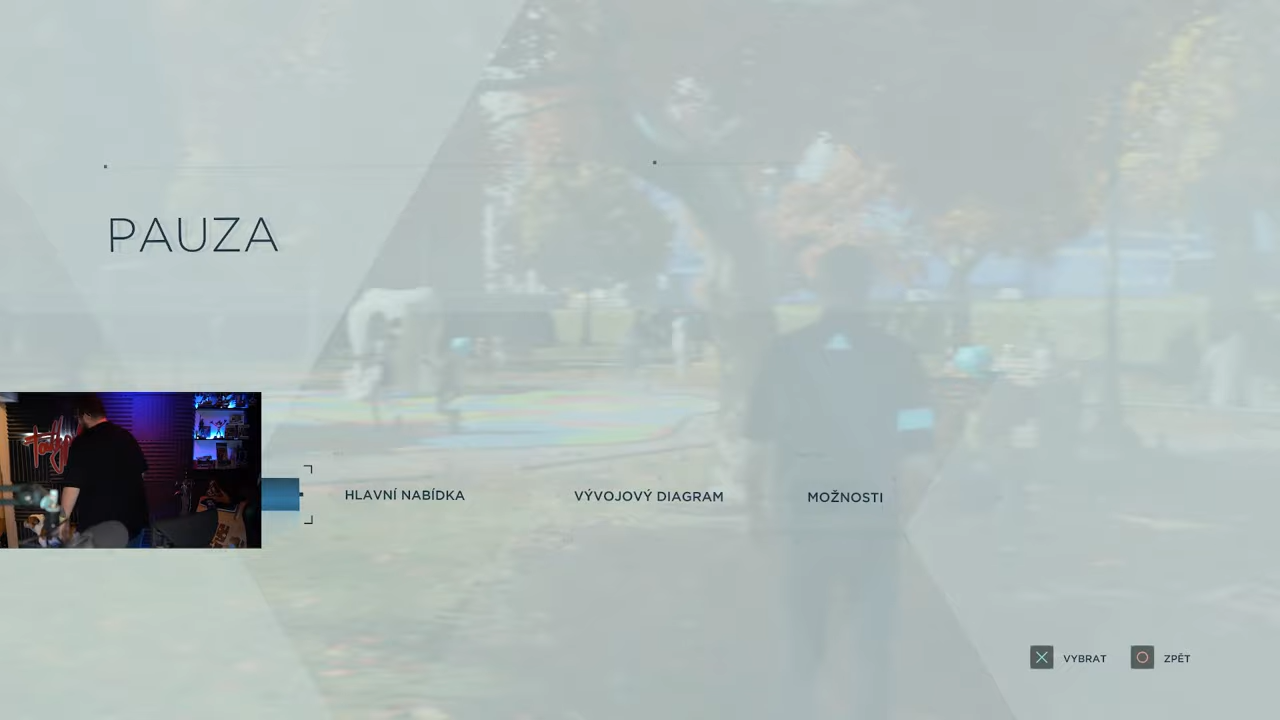 PAUZA
HLAVNÍ NABÍDKA
VÝVOJOVÝ DIAGRAM
MOŽNOSTI
VYBRAT
ZPĚT